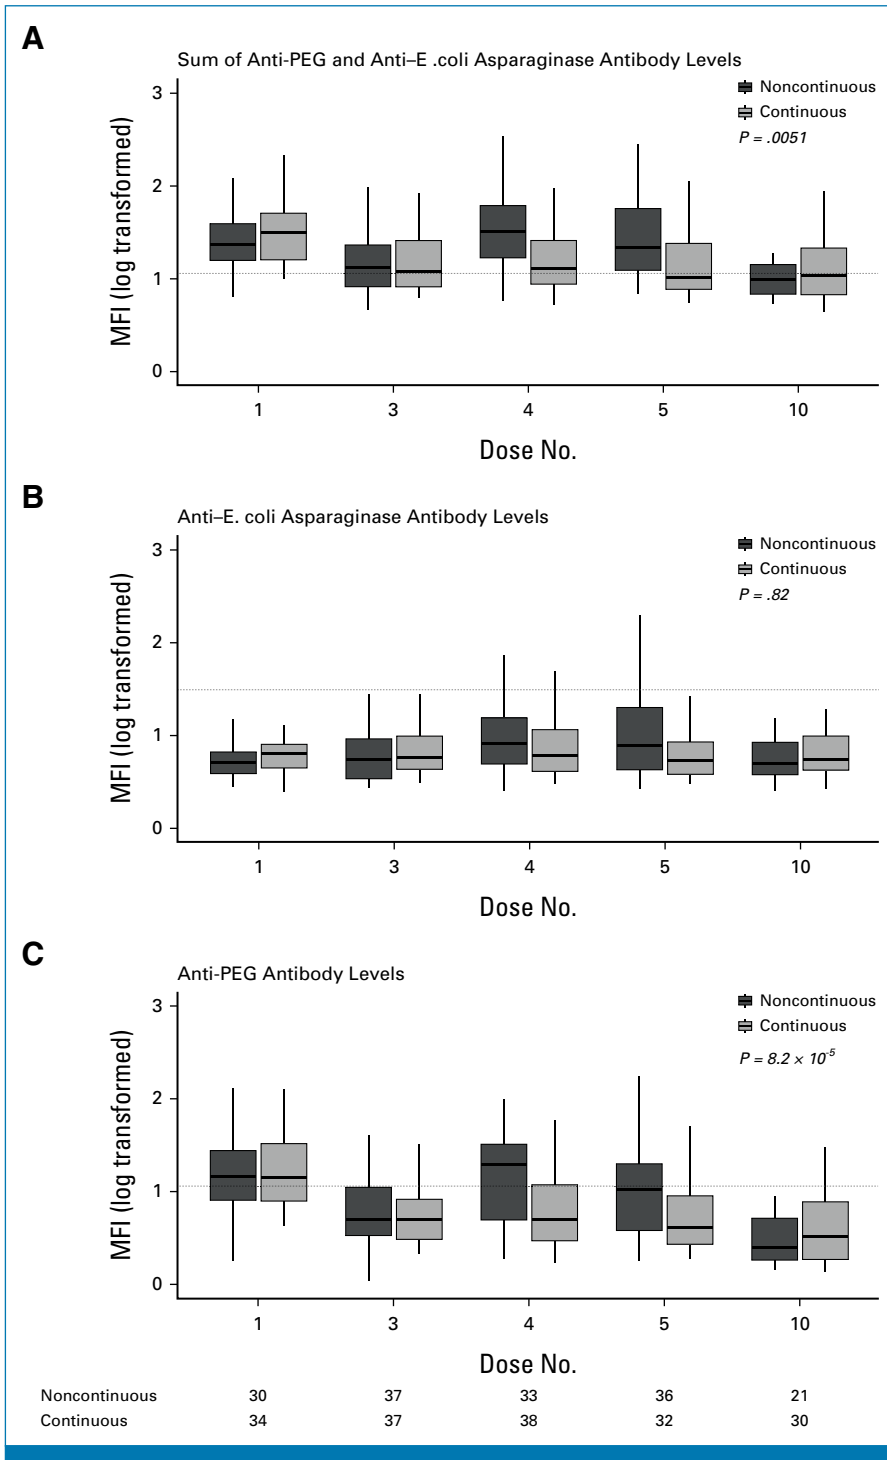 A
Sum of Anti-PEG and Anti–E .coli Asparaginase Antibody Levels
Noncontinuous
Continuous
P = .0051
MFI (log transformed)
3
2
1
0
1 3 4 5 10
Dose No.
B
Anti–E. coli Asparaginase Antibody Levels
Noncontinuous
Continuous
P = .82
MFI (log transformed)
3
2
1
0
1 3 4 5 10
Dose No.
C
Anti-PEG Antibody Levels
Noncontinuous
Continuous
P = 8.2 × 10-5
MFI (log transformed)
3
2
1
0
1 3 4 5 10
Dose No.
Noncontinuous 30 37 33 36 21
Continuous 34 37 38 32 30